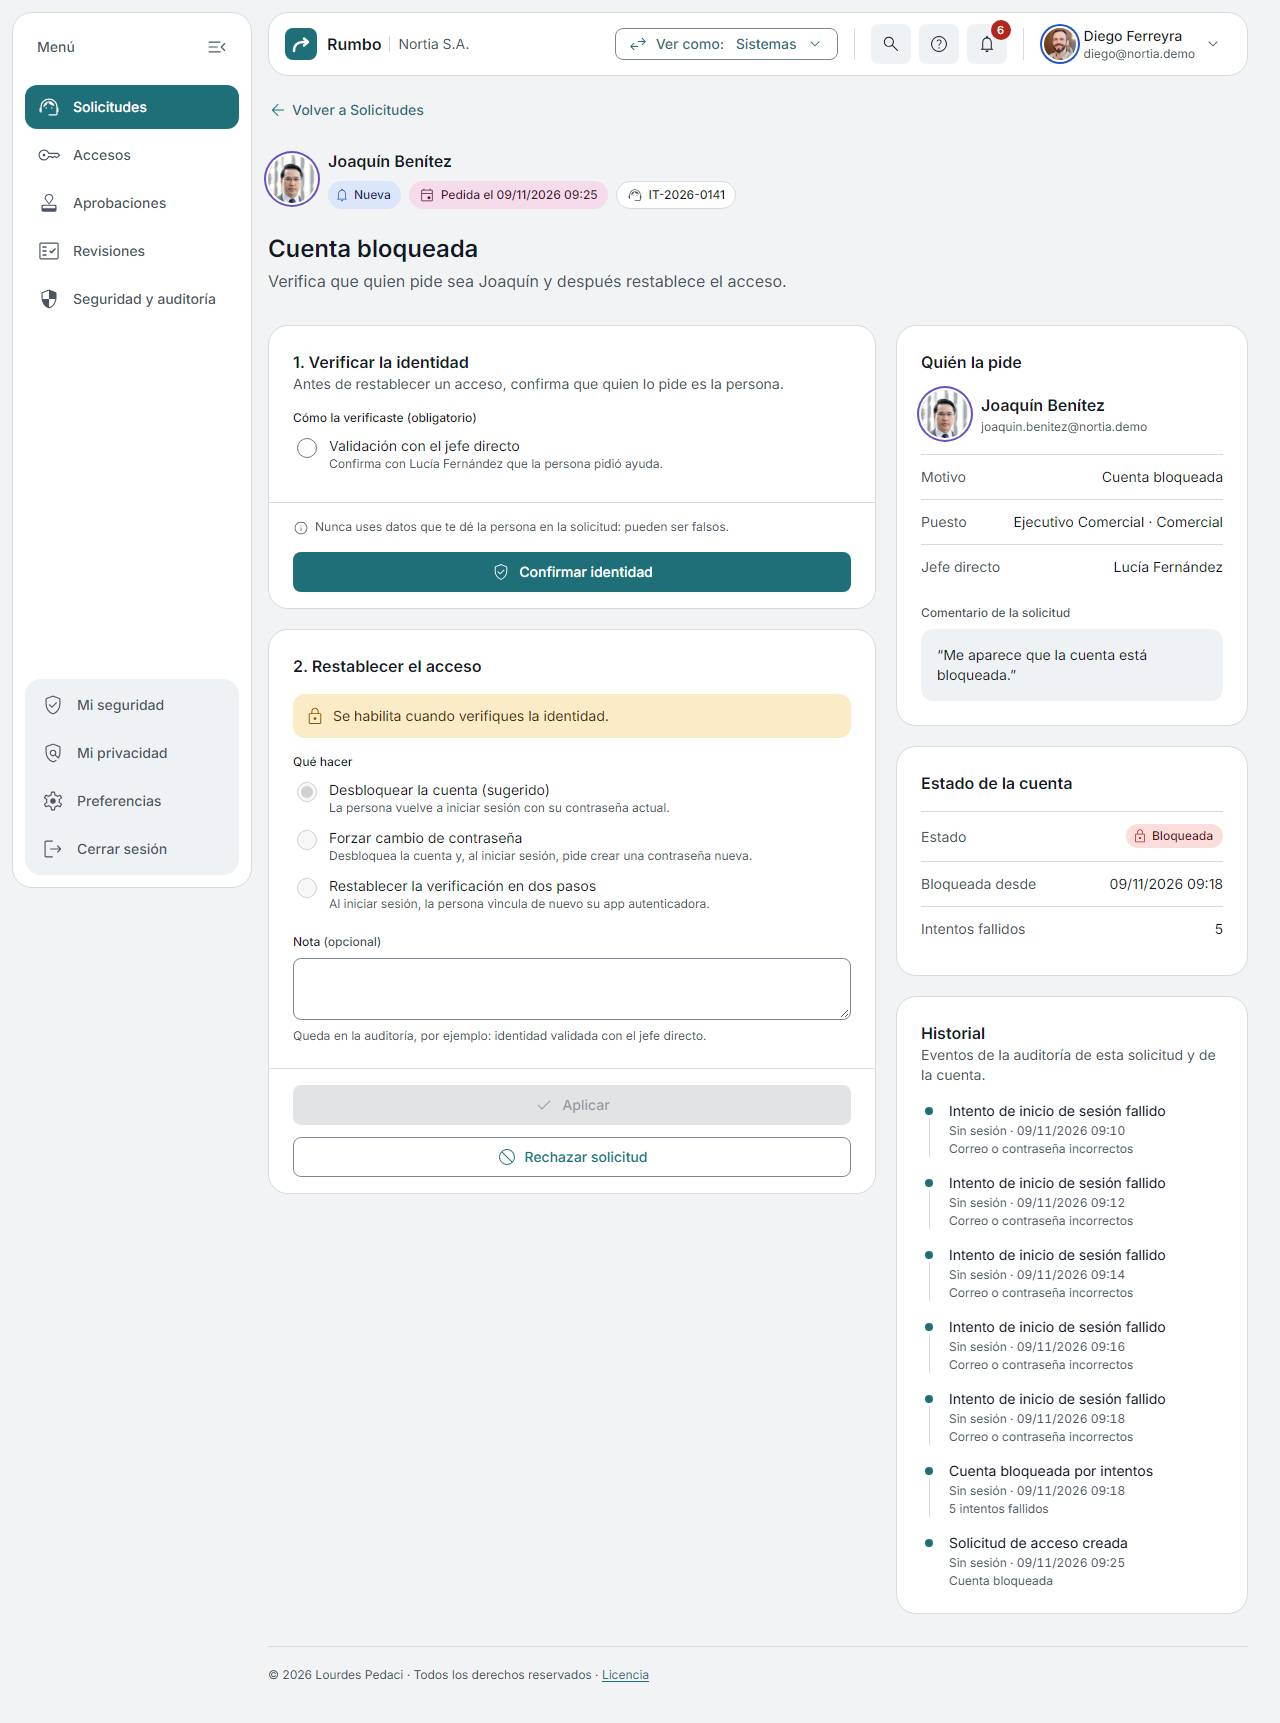 Menú
Solicitudes
Accesos
Aprobaciones
Revisiones
Seguridad y auditoría
Mi seguridad
Mi privacidad
Preferencias
Cerrar sesión
Rumbo
Nortia S.A.
Ver como: Sistemas
6
Diego Ferreyra
diego@nortia.demo
Volver a Solicitudes
Joaquín Benítez
Nueva
Pedida el 09/11/2026 09:25
IT-2026-0141
Cuenta bloqueada
Verifica que quien pide sea Joaquín y después restablece el acceso.
1. Verificar la identidad
Antes de restablecer un acceso, confirma que quien lo pide es la persona.
Cómo la verificaste (obligatorio)
Validación con el jefe directo
Confirma con Lucía Fernández que la persona pidió ayuda.
Nunca uses datos que te dé la persona en la solicitud: pueden ser falsos.
Confirmar identidad
2. Restablecer el acceso
Se habilita cuando verifiques la identidad.
Qué hacer
Desbloquear la cuenta (sugerido)
La persona vuelve a iniciar sesión con su contraseña actual.
Forzar cambio de contraseña
Desbloquea la cuenta y, al iniciar sesión, pide crear una contraseña nueva.
Restablecer la verificación en dos pasos
Al iniciar sesión, la persona vincula de nuevo su app autenticadora.
Nota (opcional)
Queda en la auditoría, por ejemplo: identidad validada con el jefe directo.
Aplicar
Rechazar solicitud
Quién la pide
Joaquín Benítez
joaquin.benitez@nortia.demo
Motivo Cuenta bloqueada
Puesto Ejecutivo Comercial · Comercial
Jefe directo Lucía Fernández
Comentario de la solicitud
“Me aparece que la cuenta está
bloqueada.”
Estado de la cuenta
Estado Bloqueada
Bloqueada desde 09/11/2026 09:18
Intentos fallidos 5
Historial
Eventos de la auditoría de esta solicitud y de
la cuenta.
Intento de inicio de sesión fallido
Sin sesión · 09/11/2026 09:10
Correo o contraseña incorrectos
Intento de inicio de sesión fallido
Sin sesión · 09/11/2026 09:12
Correo o contraseña incorrectos
Intento de inicio de sesión fallido
Sin sesión · 09/11/2026 09:14
Correo o contraseña incorrectos
Intento de inicio de sesión fallido
Sin sesión · 09/11/2026 09:16
Correo o contraseña incorrectos
Intento de inicio de sesión fallido
Sin sesión · 09/11/2026 09:18
Correo o contraseña incorrectos
Cuenta bloqueada por intentos
Sin sesión · 09/11/2026 09:18
5 intentos fallidos
Solicitud de acceso creada
Sin sesión · 09/11/2026 09:25
Cuenta bloqueada
© 2026 Lourdes Pedaci · Todos los derechos reservados · Licencia